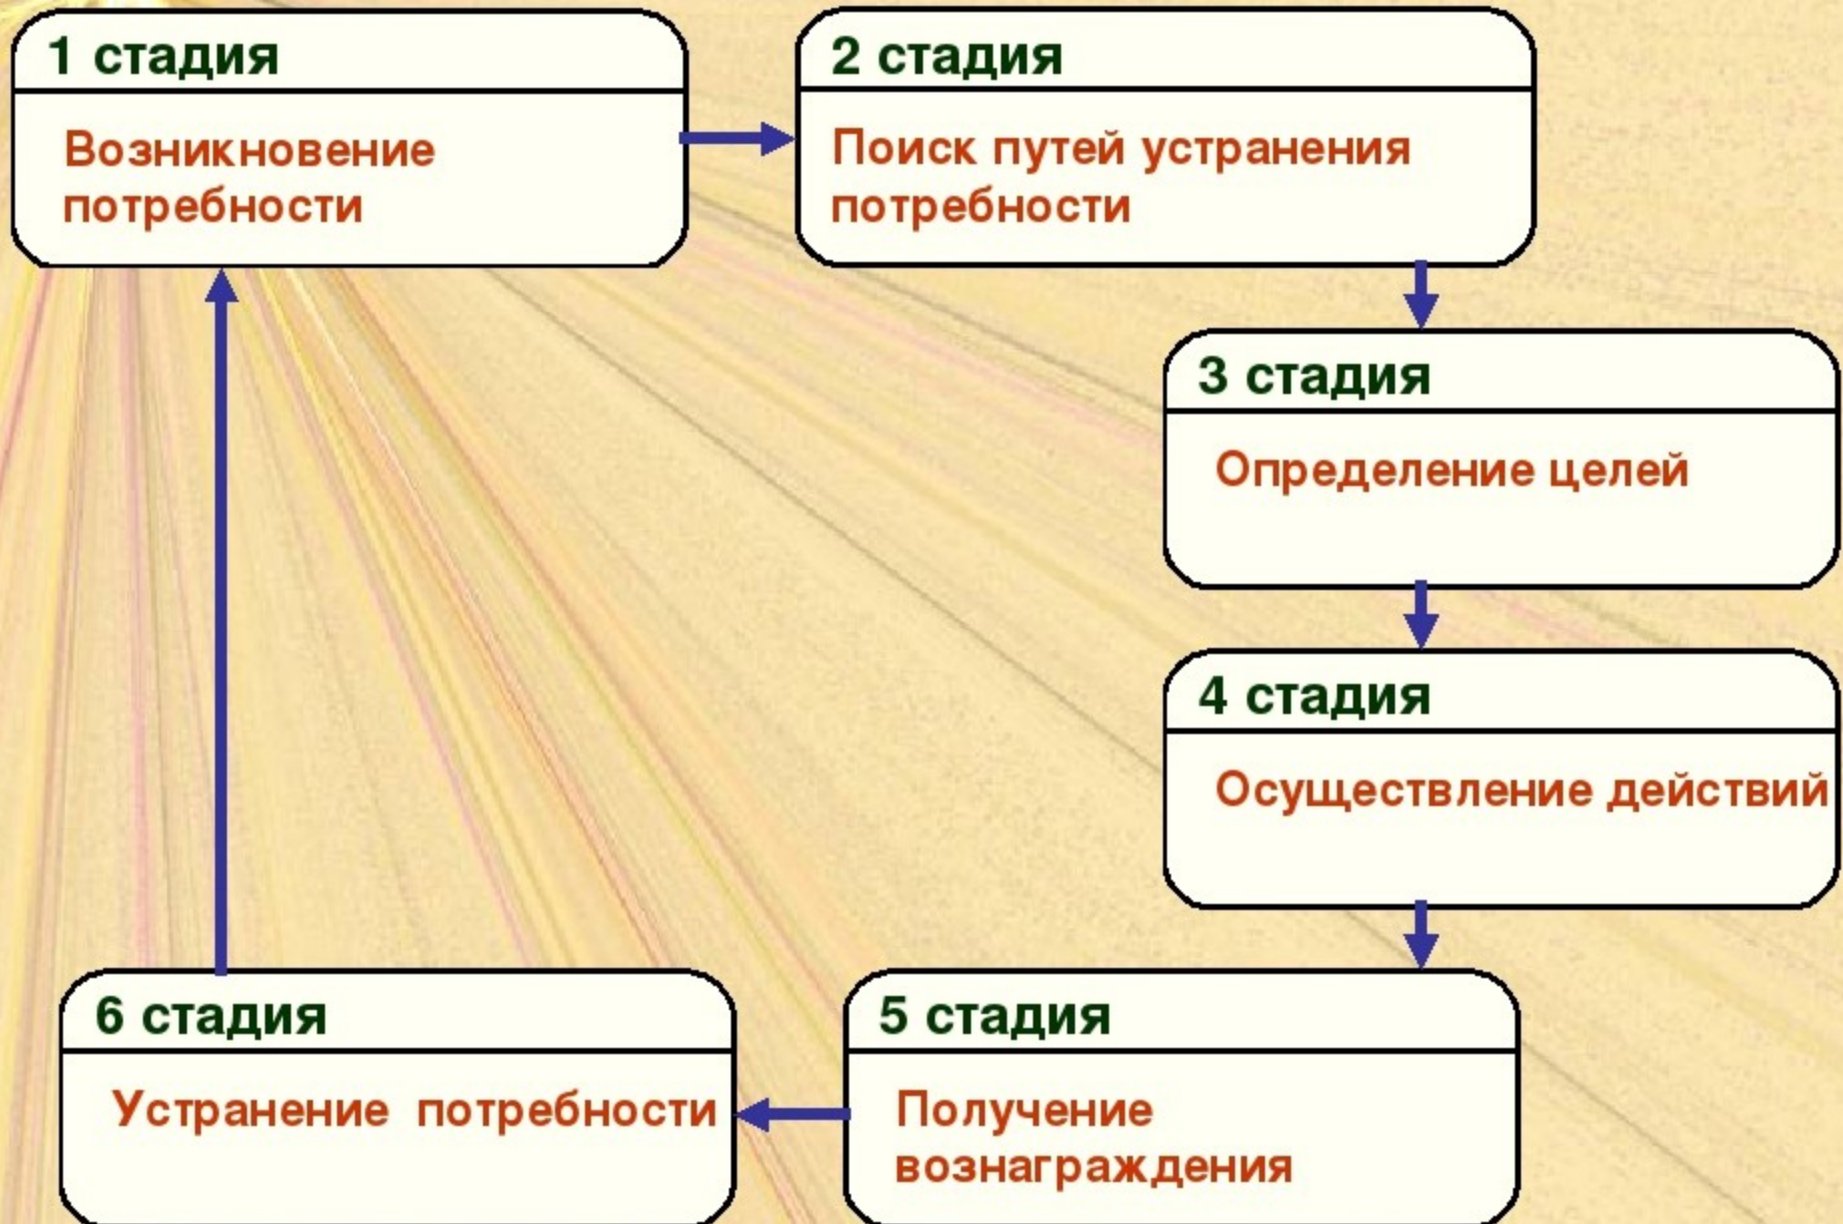 1 стадия
Возникновение
потребности
2 стадия
Поиск путей устранения
потребности
3 стадия
Определение целей
4 стадия
Осуществление действий
5 стадия
Получение
вознаграждения
6 стадия
Устранение потребности